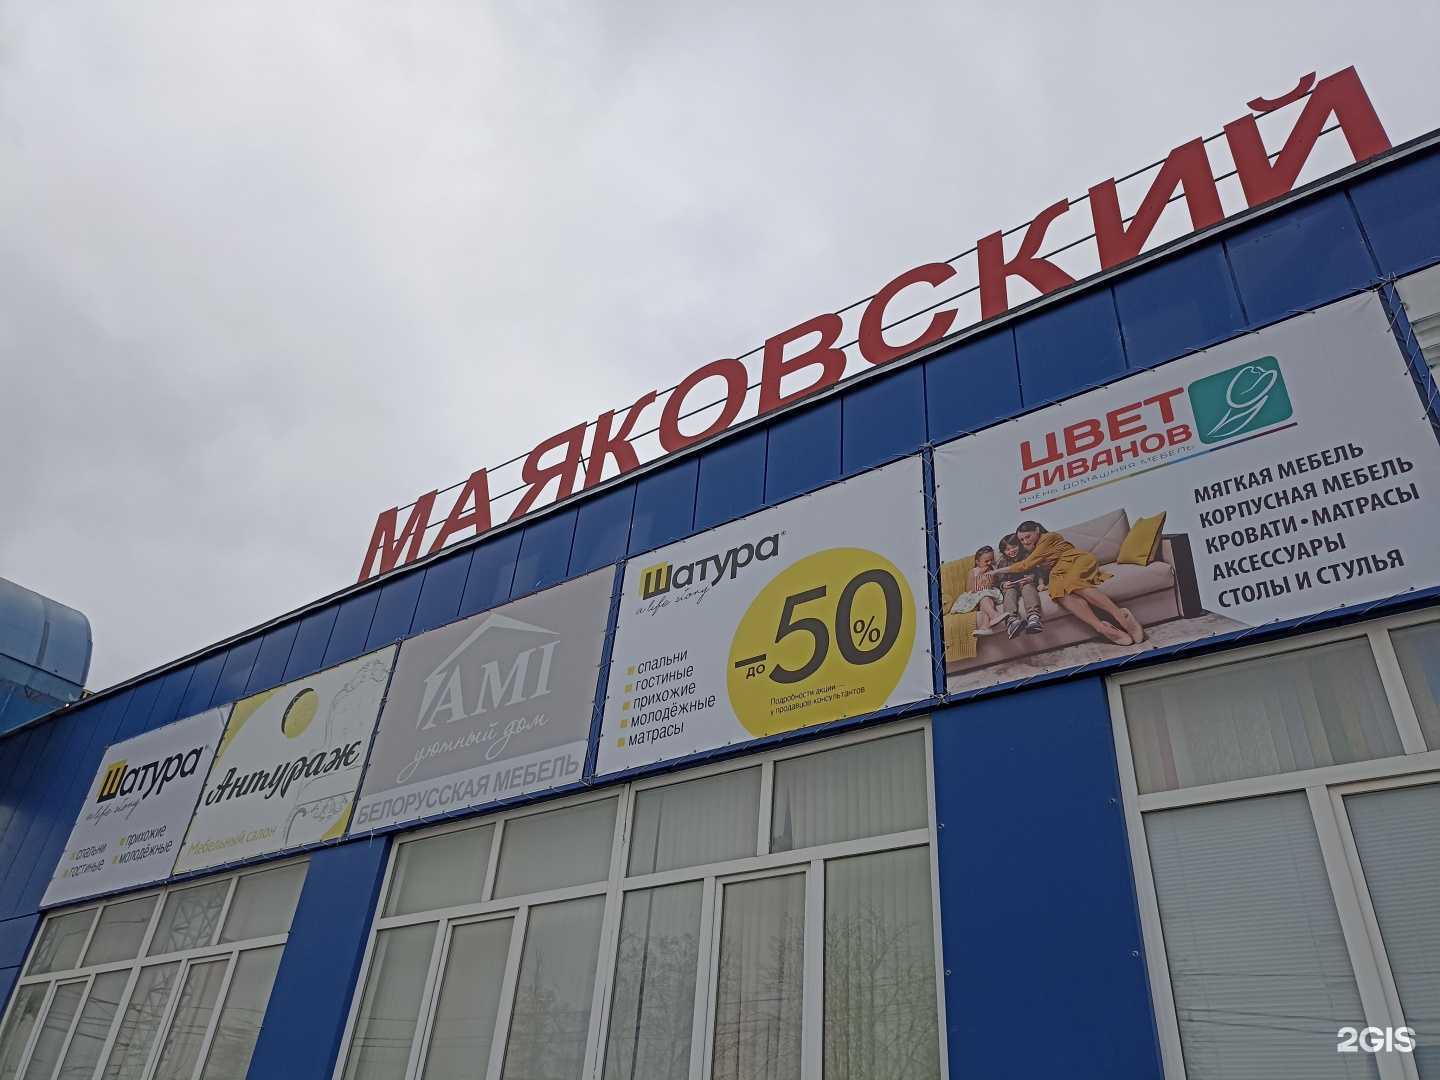 МАЯКОВСКИЙ
Шатура
a life story
спальни
гостиные
прихожие
молодёжные
Антураж
Мебельный салон
AMI
уютный дом
БЕЛОРУССКАЯ МЕБЕЛЬ
Шатура®
a life story
спальни
гостиные
прихожие
молодёжные
матрасы
до -50%
Подробности акции —
у продавцов консультантов
ЦВЕТ
ДИВАНОВ
ОЧЕНЬ ДОМАШНЯЯ МЕБЕЛЬ
МЯГКАЯ МЕБЕЛЬ
КОРПУСНАЯ МЕБЕЛЬ
КРОВАТИ • МАТРАСЫ
АКСЕССУАРЫ
СТОЛЫ И СТУЛЬЯ
2GIS